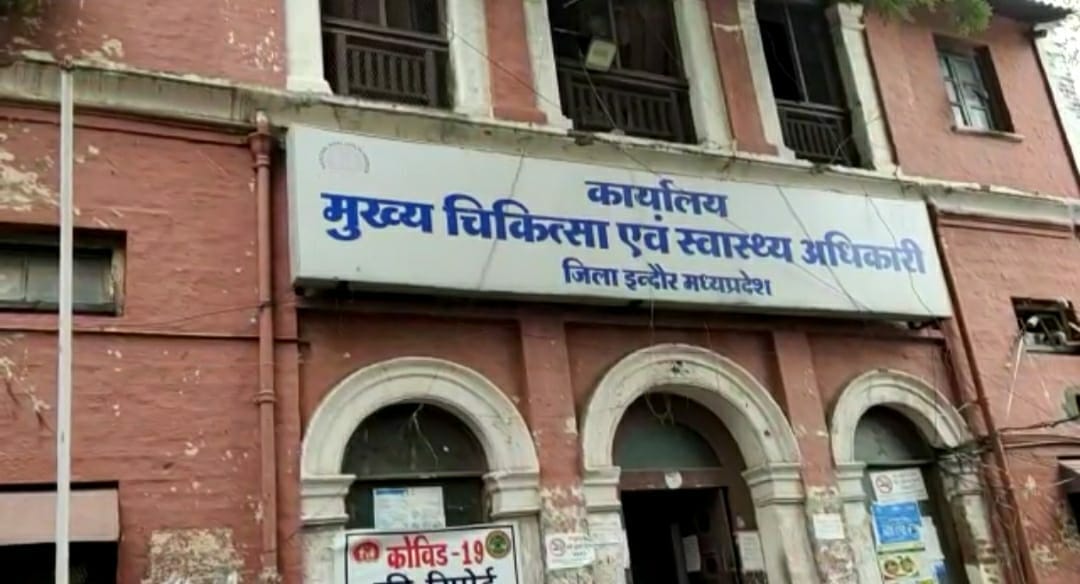 कार्यालय
मुख्य चिकित्सा एवं स्वास्थ्य अधिकारी
जिला इन्दौर मध्यप्रदेश
कोविड-19